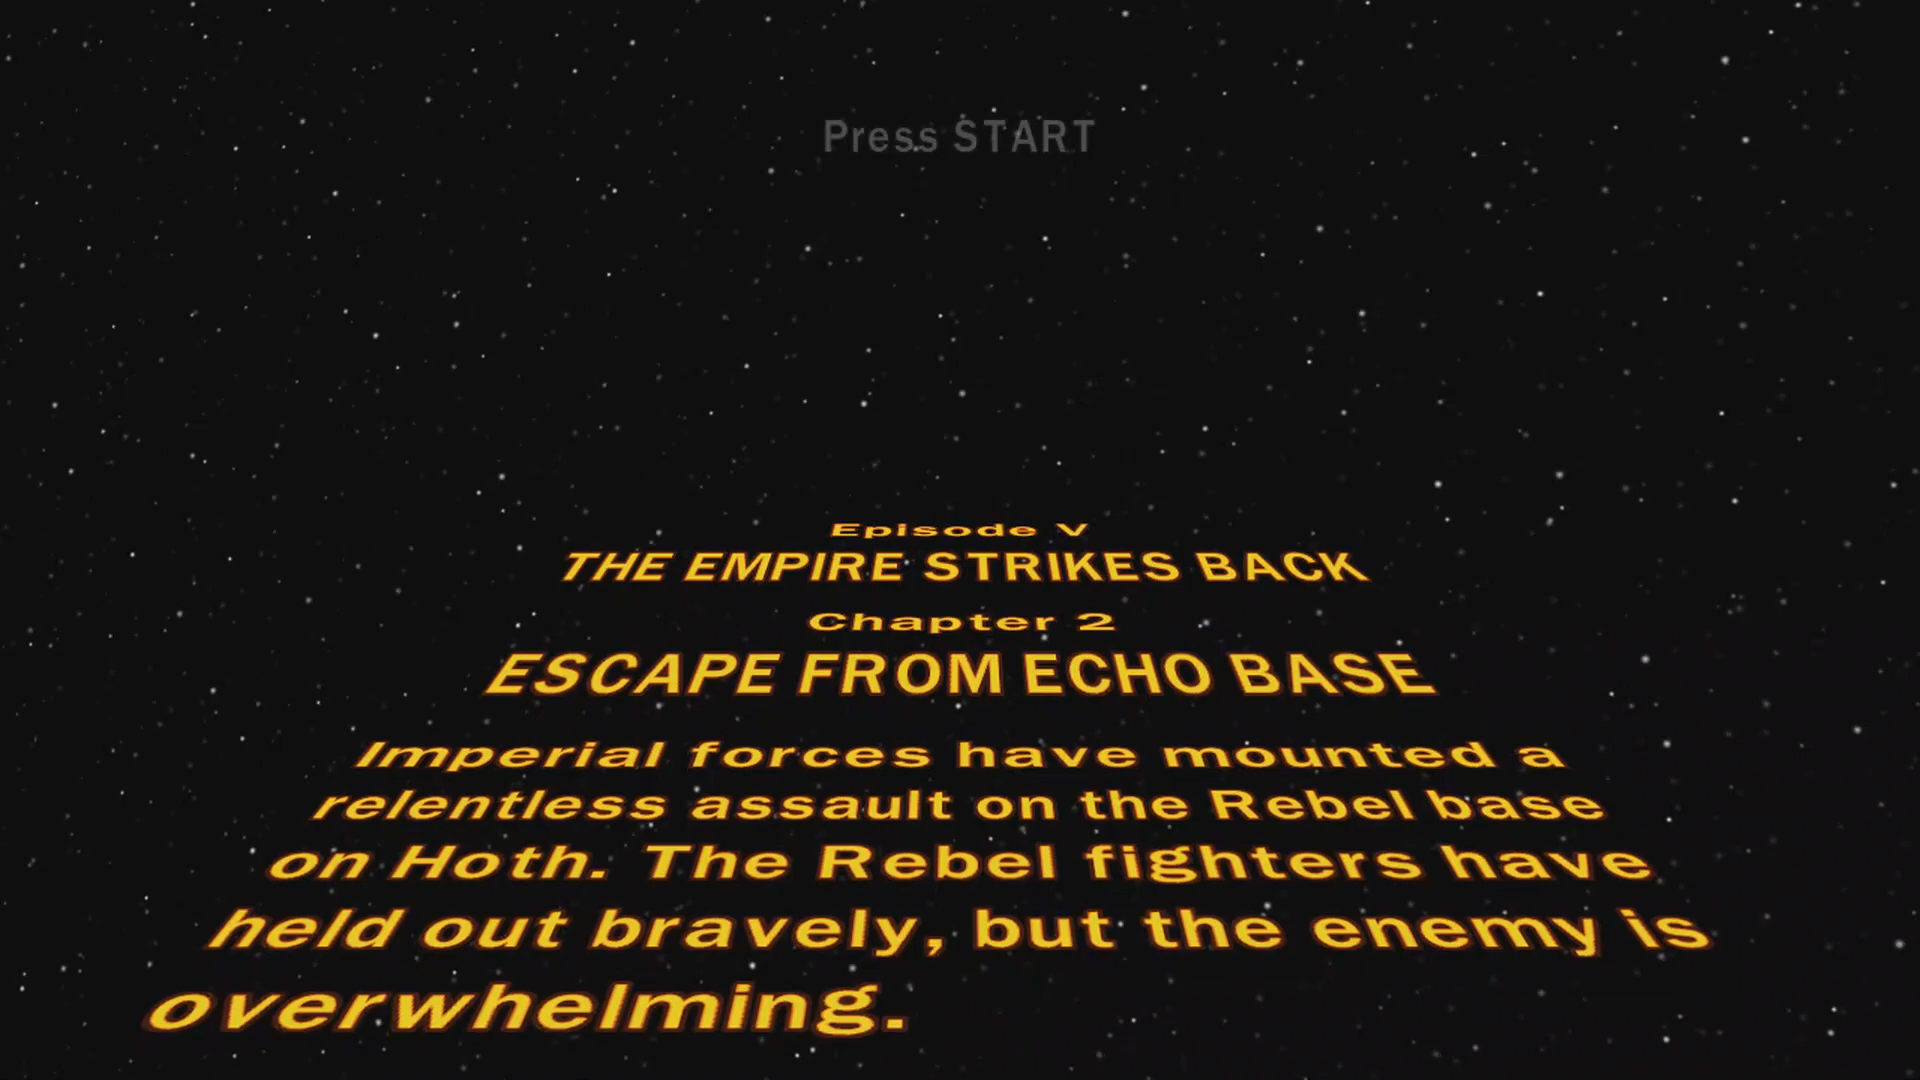 Press START
Episode V
THE EMPIRE STRIKES BACK
Chapter 2
ESCAPE FROM ECHO BASE
Imperial forces have mounted a
relentless assault on the Rebel base
on Hoth. The Rebel fighters have
held out bravely, but the enemy is
overwhelming.